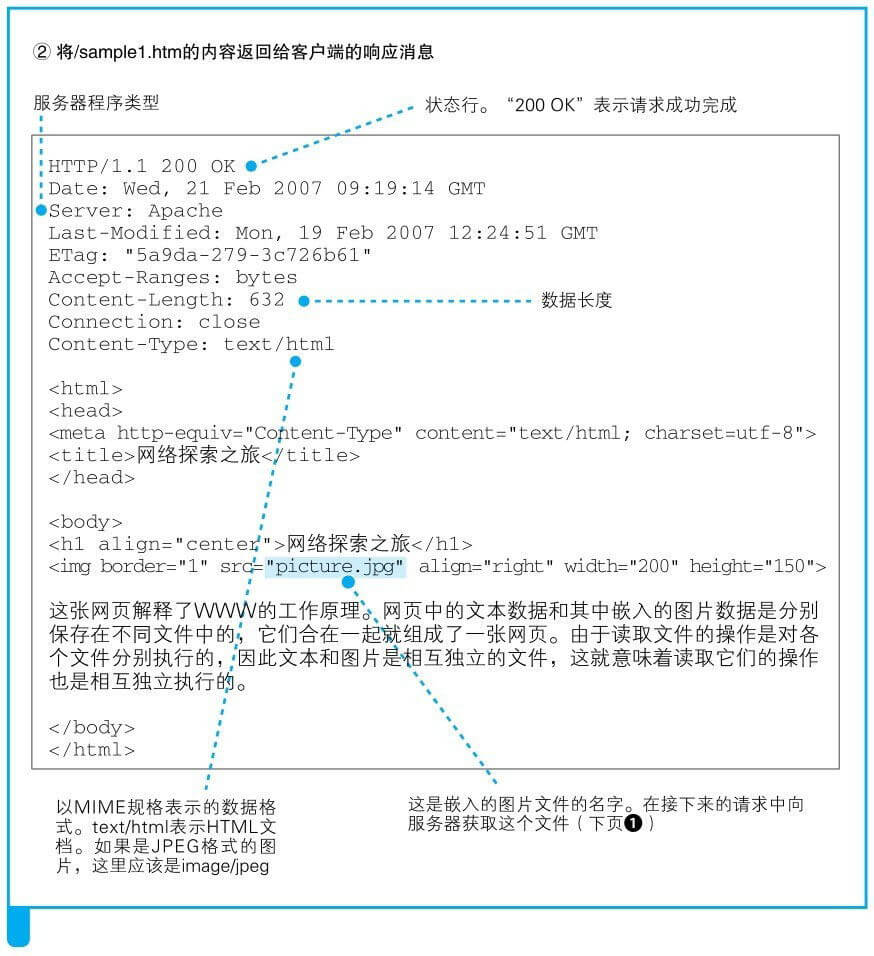 ② 将/sample1.htm的内容返回给客户端的响应消息
服务器程序类型
状态行。“200 OK”表示请求成功完成
HTTP/1.1 200 OK
Date: Wed, 21 Feb 2007 09:19:14 GMT
Server: Apache
Last-Modified: Mon, 19 Feb 2007 12:24:51 GMT
ETag: "5a9da-279-3c726b61"
Accept-Ranges: bytes
Content-Length: 632
数据长度
Connection: close
Content-Type: text/html
<html>
<head>
<meta http-equiv="Content-Type" content="text/html; charset=utf-8">
<title>网络探索之旅</title>
</head>
<body>
<h1 align="center">网络探索之旅</h1>
<img border="1" src="picture.jpg" align="right" width="200" height="150">
这张网页解释了WWW的工作原理。网页中的文本数据和其中嵌入的图片数据是分别
保存在不同文件中的，它们合在一起就组成了一张网页。由于读取文件的操作是对各
个文件分别执行的，因此文本和图片是相互独立的文件，这就意味着读取它们的操作
也是相互独立执行的。
</body>
</html>
以MIME规格表示的数据格
式。text/html表示HTML文
档。如果是JPEG格式的图
片，这里应该是image/jpeg
这是嵌入的图片文件的名字。在接下来的请求中向
服务器获取这个文件（下页❶）